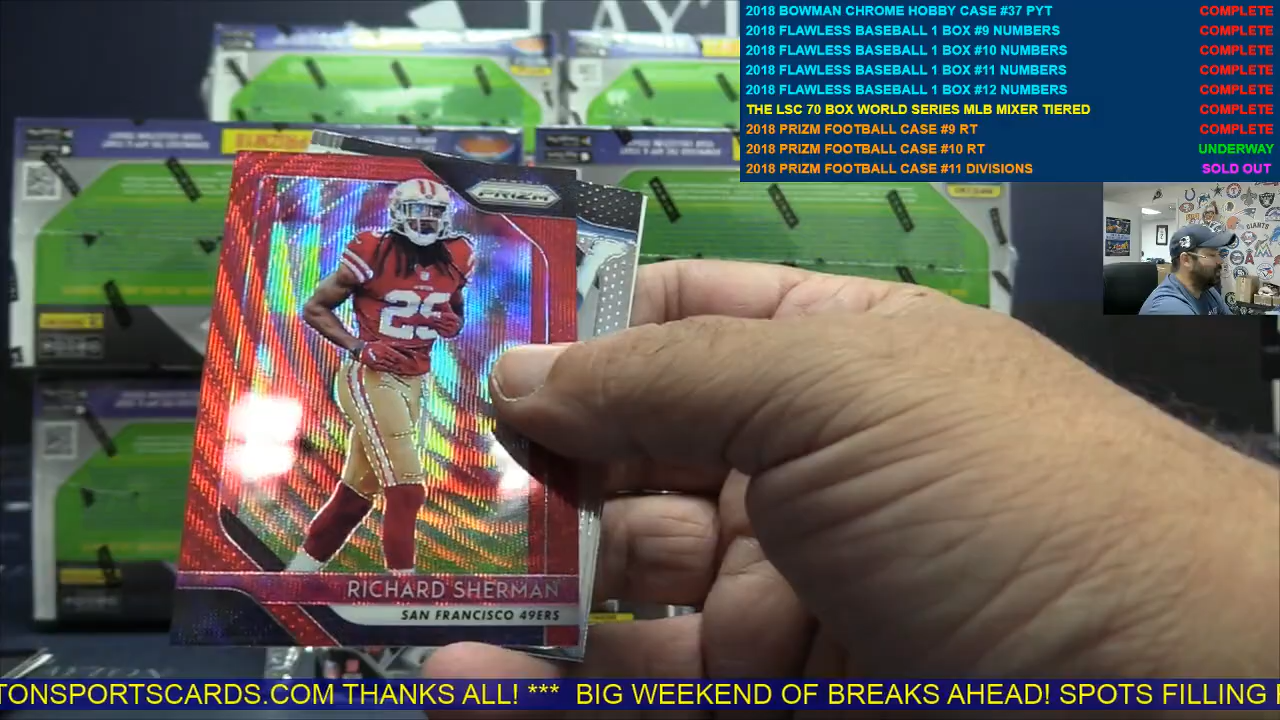 2018 BOWMAN CHROME HOBBY CASE #37 PYT COMPLETE
2018 FLAWLESS BASEBALL 1 BOX #9 NUMBERS COMPLETE
2018 FLAWLESS BASEBALL 1 BOX #10 NUMBERS COMPLETE
2018 FLAWLESS BASEBALL 1 BOX #11 NUMBERS COMPLETE
2018 FLAWLESS BASEBALL 1 BOX #12 NUMBERS COMPLETE
THE LSC 70 BOX WORLD SERIES MLB MIXER TIERED COMPLETE
2018 PRIZM FOOTBALL CASE #9 RT COMPLETE
2018 PRIZM FOOTBALL CASE #10 RT UNDERWAY
2018 PRIZM FOOTBALL CASE #11 DIVISIONS SOLD OUT
PRIZM
RICHARD SHERMAN
SAN FRANCISCO 49ERS
TONSPORTSCARDS.COM THANKS ALL! *** BIG WEEKEND OF BREAKS AHEAD! SPOTS FILLING